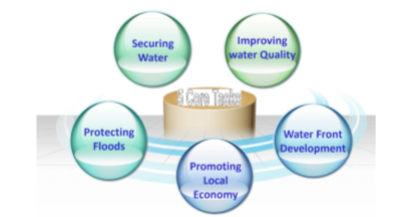 Securing
Water
Improving
water Quality
5 Core Tasks
Protecting
Floods
Water Front
Development
Promoting
Local
Economy